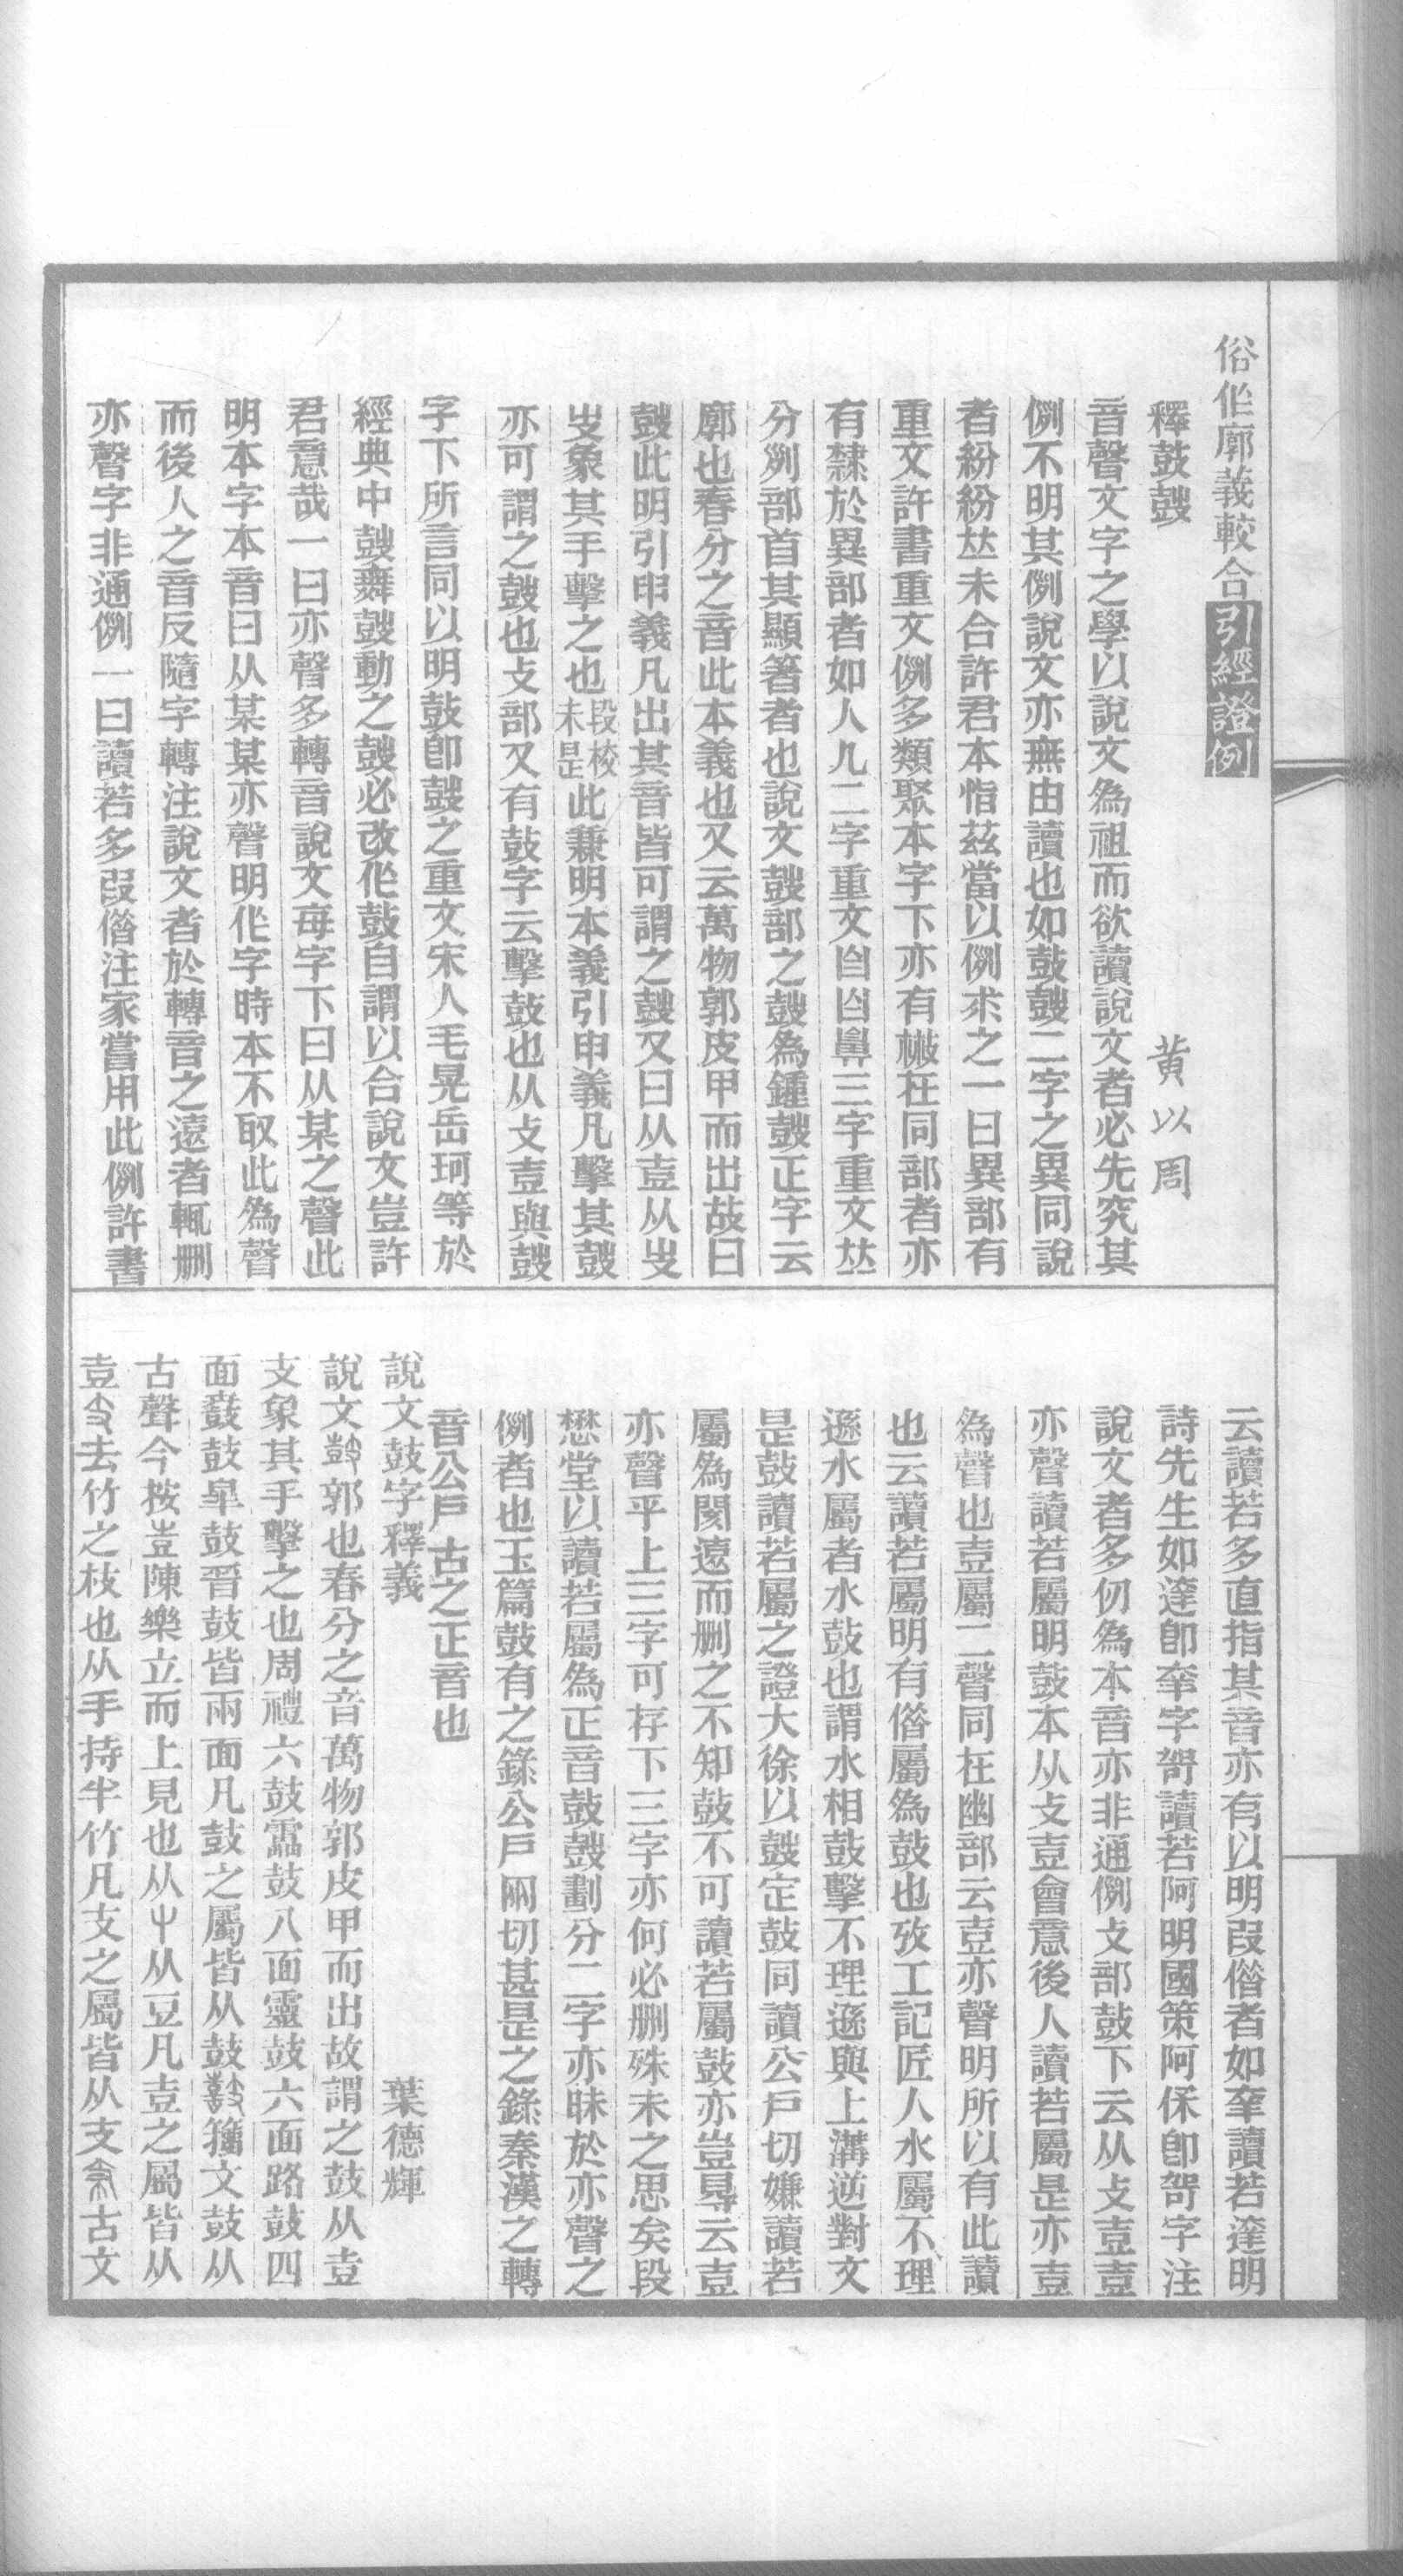 俗作廓義較合引經證例
釋鼓鼔　黄以周
音聲文字之學以說文為祖而欲讀說文者必先究其
例不明其例說文亦無由讀也如鼓鼔二字之異同說
者紛紛竝未合許君本恉茲當以例求之一曰異部有
重文許書重文例多類聚本字下亦有檆在同部者亦
有隸於異部者如人儿二字重文𦣹白鼻三字重文竝
分剡部首其顯箸者也說文鼔部之鼔為鍾鼔正字云
廓也春分之音此本義也又云萬物郭皮甲而出故曰
鼔此明引申義凡出其音皆可謂之鼔又曰从壴从𠬢
𠬢象其手擊之也段校未是此兼明本義引申義凡擊其鼔
亦可謂之鼔也攴部又有鼓字云擊鼓也从攴壴與鼔
字下所言同以明鼓卽鼔之重文宋人毛晃岳珂等於
經典中鼔舞鼔動之鼔必改作鼓自謂以合說文豈許
君意哉一曰亦聲多轉音說文每字下曰从某之聲此
明本字本音曰从某某亦聲明作字時本不取此為聲
而後人之音反隨字轉注說文者於轉音之遠者輒刪
亦聲字非通例一曰讀若多叚僭注家嘗用此例許書
云讀若多直指某音亦有以明叚僭者如羍讀若達明
詩先生如達卽羍字哿讀若阿明國策阿保卽哿字注
說文者多仞為本音亦非通例攴部鼓下云从攴壴壴
亦聲讀若屬明鼓本从攴壴會意後人讀若屬是亦壴
為聲也壴屬二聲同在幽部云壴亦聲明所以有此讀
也云讀若屬明有僭屬為鼓也攷工記匠人水屬不理
遜水屬者水鼓也謂水相鼓擊不理遜與上溝逆對文
是鼓讀若屬之證大徐以鼔定鼓同讀公戶切嫌讀若
屬為闊遠而刪之不知鼓不可讀若屬鼓亦豈㝵云壴
亦聲乎上三字可存下三字亦何必刪殊未之思矣段
懋堂以讀若屬為正音鼓鼔劃分二字亦昧於亦聲之
例者也玉篇鼓有之錄公戶兩切甚是之錄秦漢之轉
音公戶古之正音也
說文鼓字釋義　葉德輝
說文鼔郭也春分之音萬物郭皮甲而出故謂之鼓从壴
支象其手擊之也周禮六鼓靁鼓八面靈鼓六面路鼓四
面鼖鼓皋鼓晉鼓皆兩面凡鼓之屬皆从鼓𪔐籀文鼓从
古聲今按壴陳樂立而上見也从屮从豆凡壴之屬皆从
壴支去竹之枝也从手持半竹凡支之屬皆从支𠦙古文